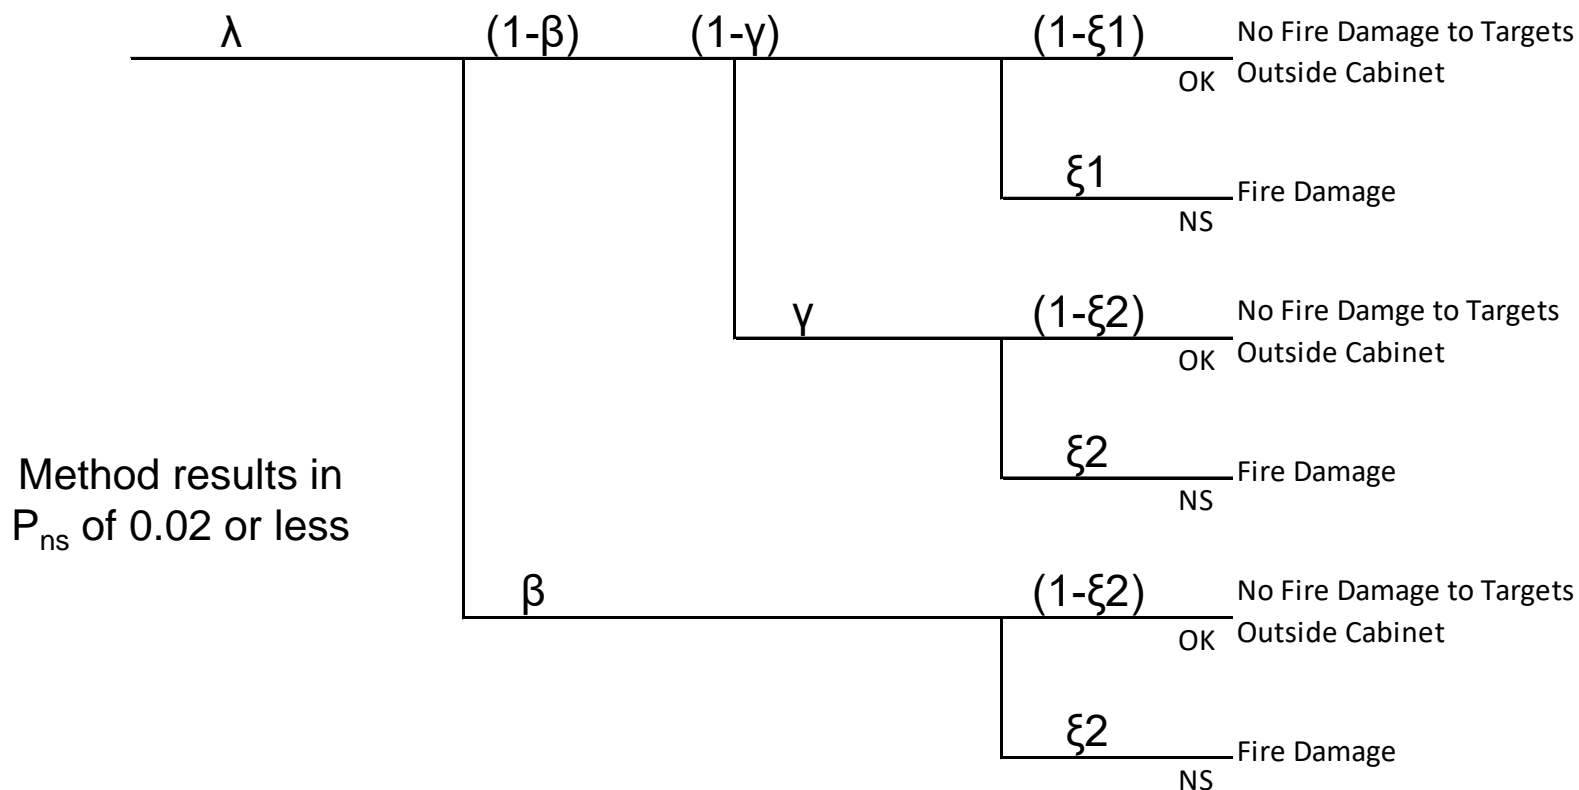 λ (1-β) (1-γ) (1-ξ1) No Fire Damage to Targets
OK Outside Cabinet
ξ1 Fire Damage
NS
γ (1-ξ2) No Fire Damge to Targets
OK Outside Cabinet
ξ2 Fire Damage
NS
Method results in
Pns of 0.02 or less
β (1-ξ2) No Fire Damage to Targets
OK Outside Cabinet
ξ2 Fire Damage
NS